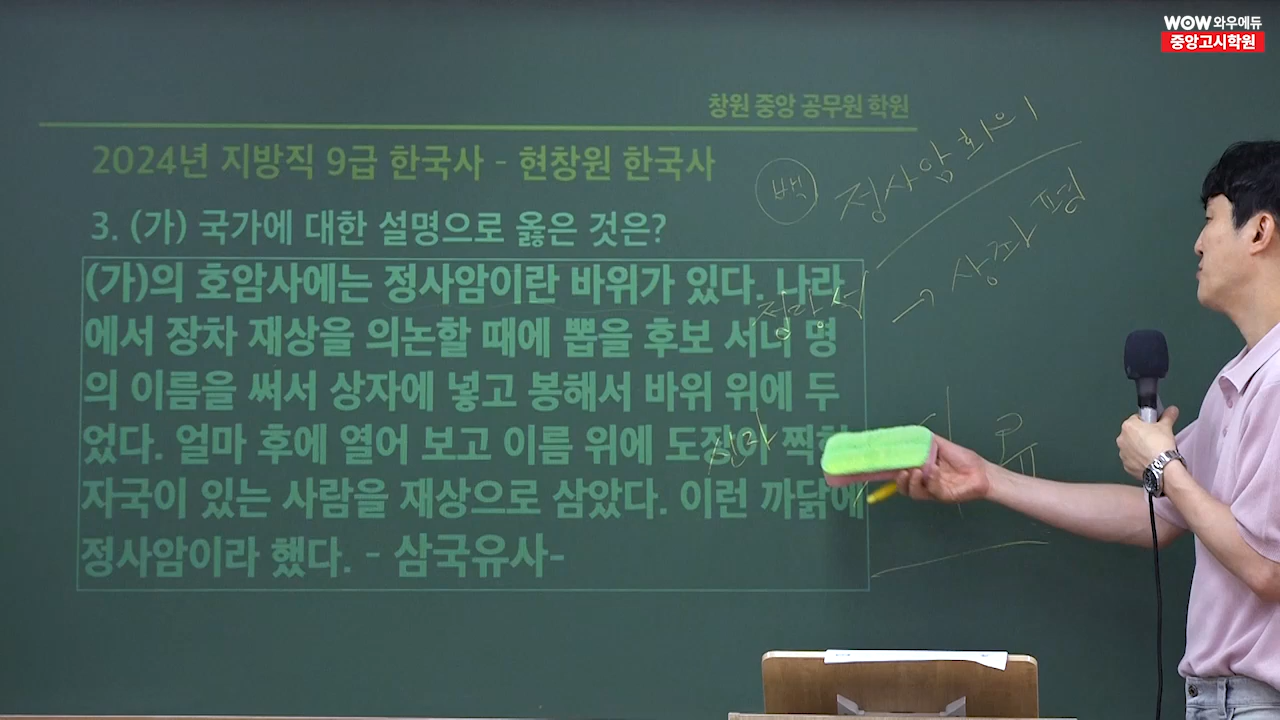 WOW 와우에듀
중앙고시학원
창원 중앙 공무원 학원
2024년 지방직 9급 한국사 - 현창원 한국사
3. (가) 국가에 대한 설명으로 옳은 것은?
(가)의 호암사에는 정사암이란 바위가 있다. 나라
에서 장차 재상을 의논할 때에 뽑을 후보 서너 명
의 이름을 써서 상자에 넣고 봉해서 바위 위에 두
었다. 얼마 후에 열어 보고 이름 위에 도장이 찍힌
자국이 있는 사람을 재상으로 삼았다. 이런 까닭에
정사암이라 했다. - 삼국유사-
백 정사암 회의
→ 상좌평
신라